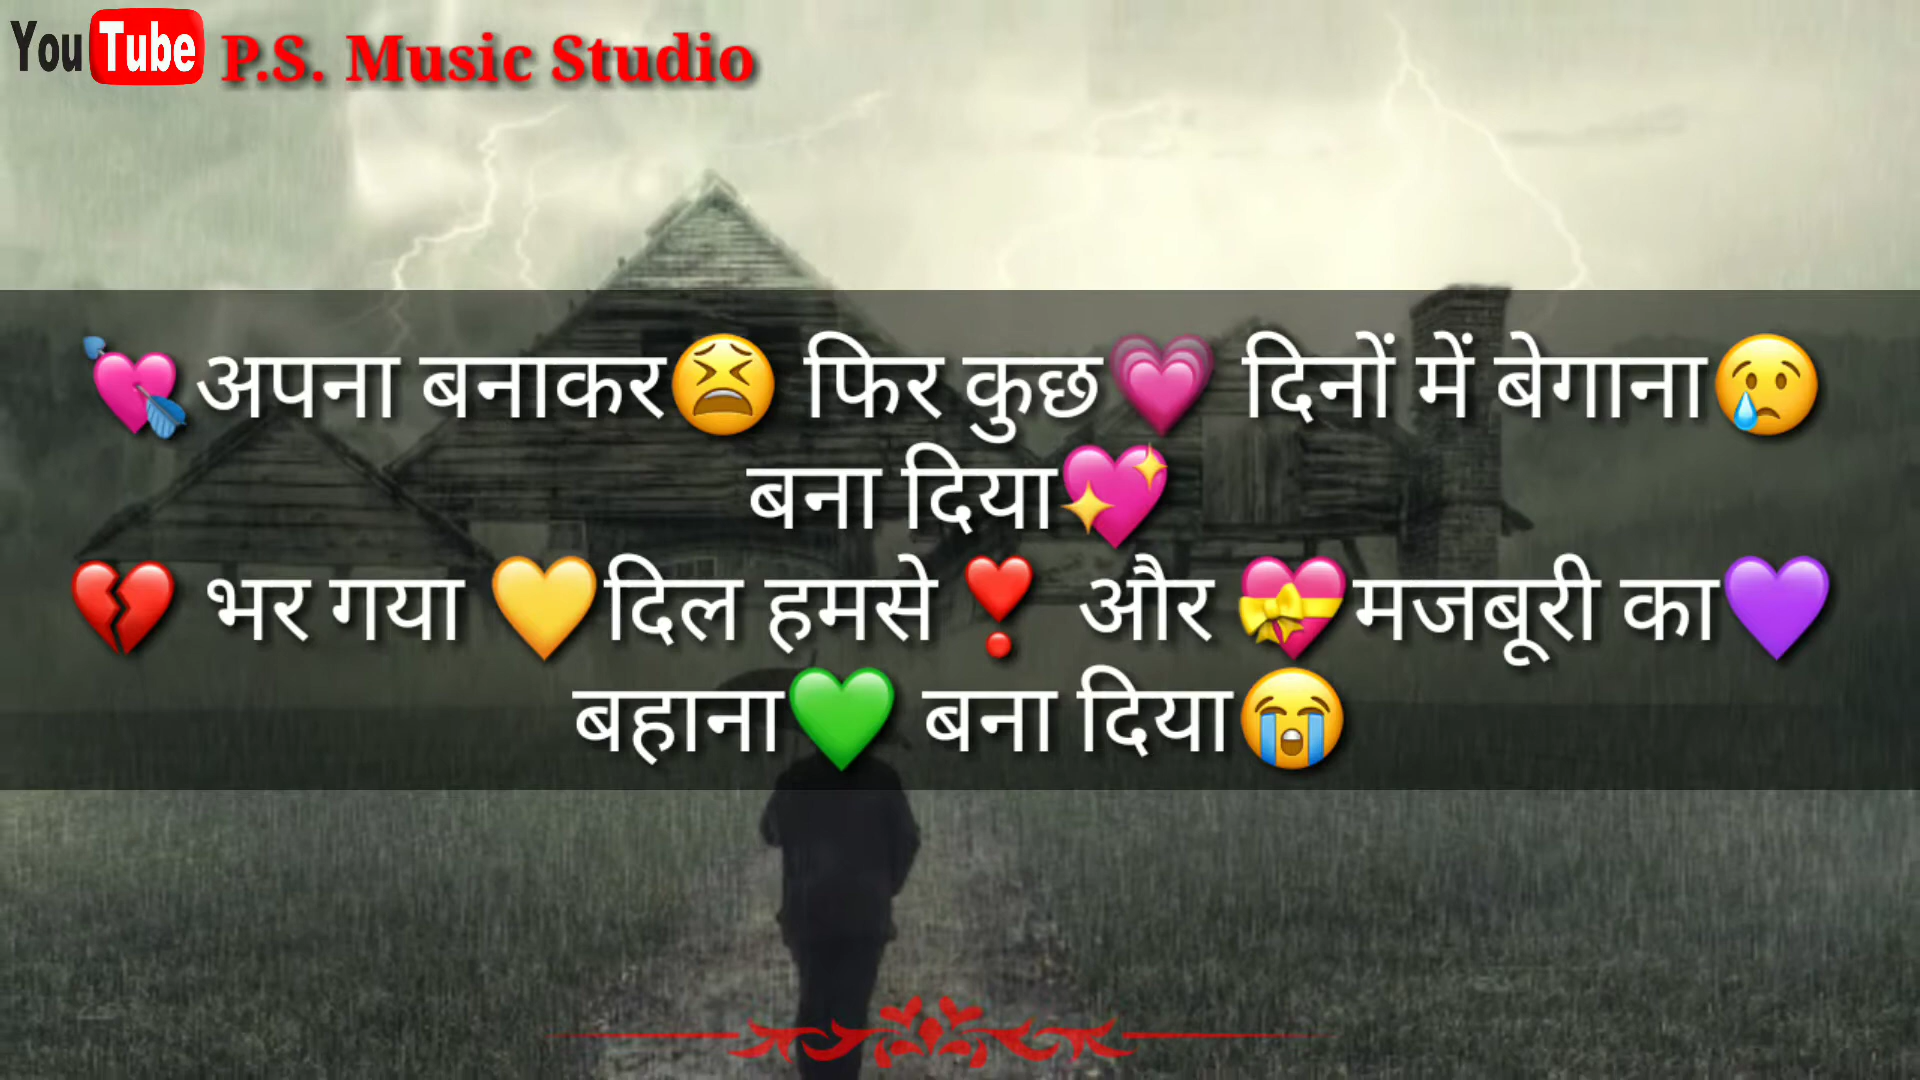 YouTube P.S. Music Studio
💘अपना बनाकर😫 फिर कुछ💗 दिनों में बेगाना😢
बना दिया💖
💔 भर गया 💛दिल हमसे❣️ और 💝मजबूरी का💜
बहाना💚 बना दिया😭